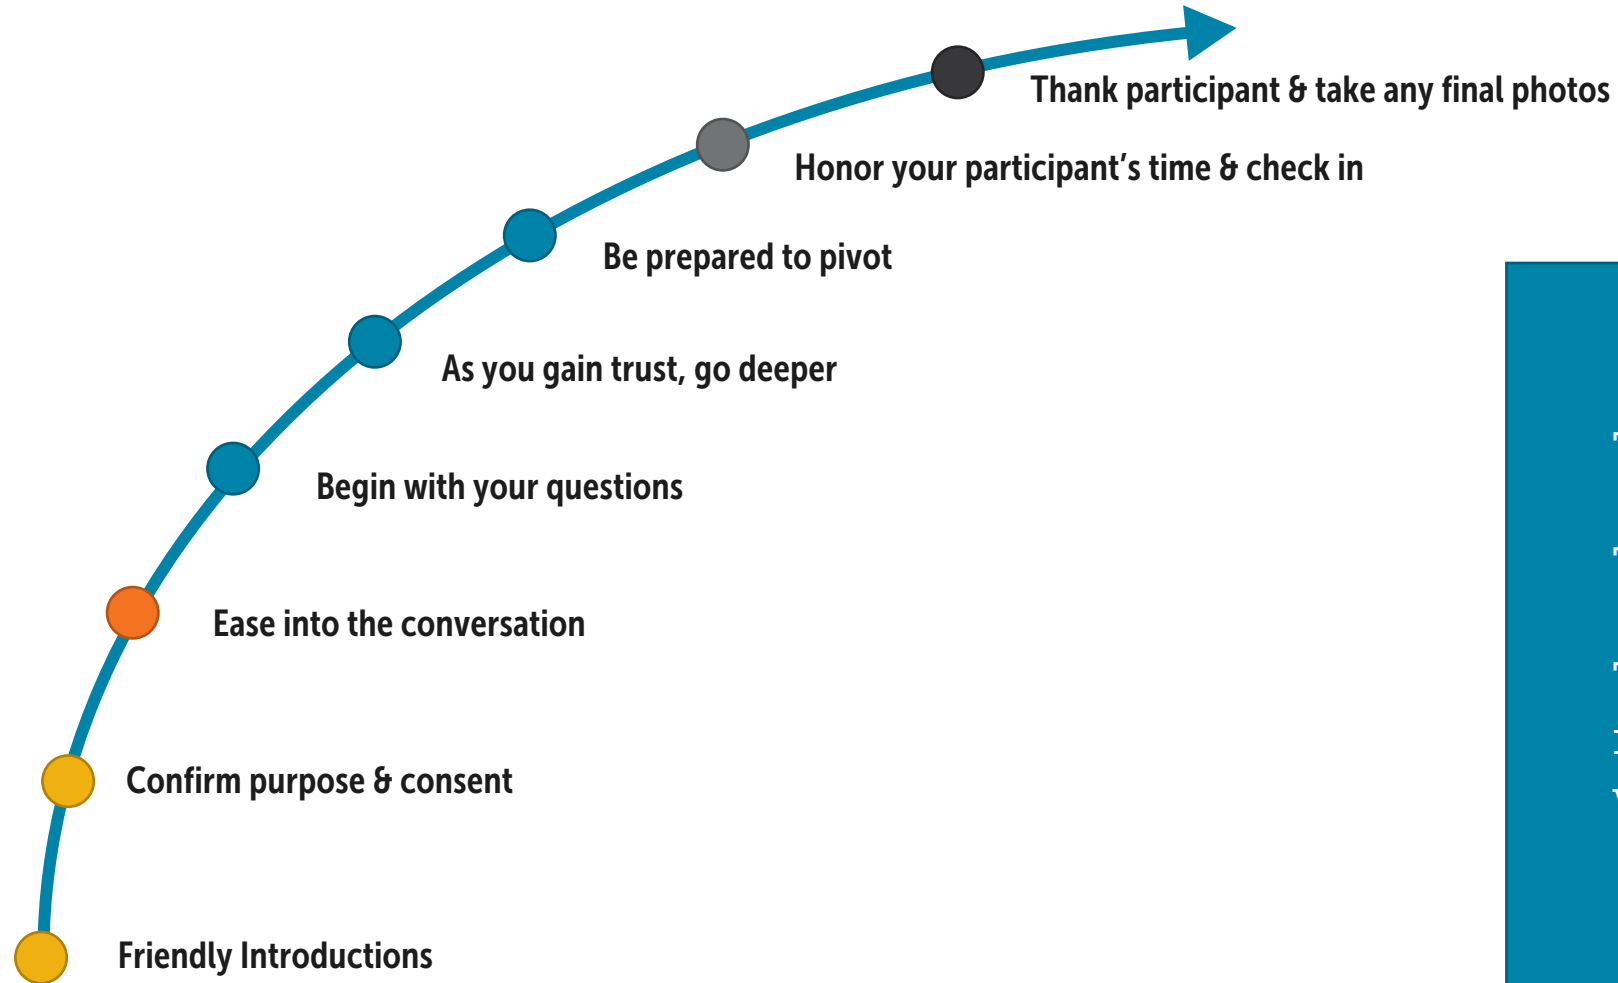 Thank participant & take any final photos
Honor your participant’s time & check in
Be prepared to pivot
As you gain trust, go deeper
Begin with your questions
Ease into the conversation
Confirm purpose & consent
Friendly Introductions